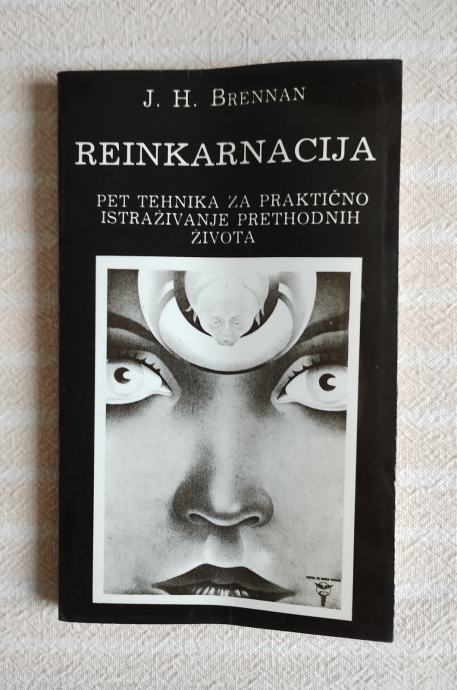 J. H. BRENNAN
REINKARNACIJA
PET TEHNIKA ZA PRAKTIČNO
ISTRAŽIVANJE PRETHODNIH
ŽIVOTA